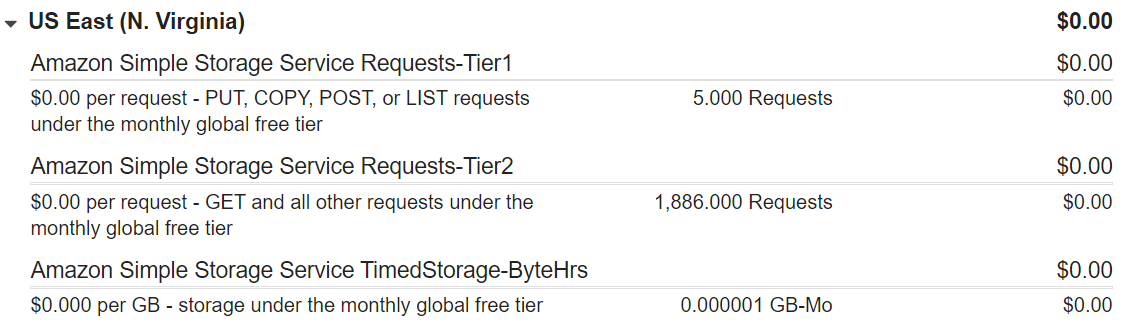 US East (N. Virginia) $0.00
Amazon Simple Storage Service Requests-Tier1 $0.00
$0.00 per request - PUT, COPY, POST, or LIST requests 5.000 Requests $0.00
under the monthly global free tier
Amazon Simple Storage Service Requests-Tier2 $0.00
$0.00 per request - GET and all other requests under the 1,886.000 Requests $0.00
monthly global free tier
Amazon Simple Storage Service TimedStorage-ByteHrs $0.00
$0.000 per GB - storage under the monthly global free tier 0.000001 GB-Mo $0.00